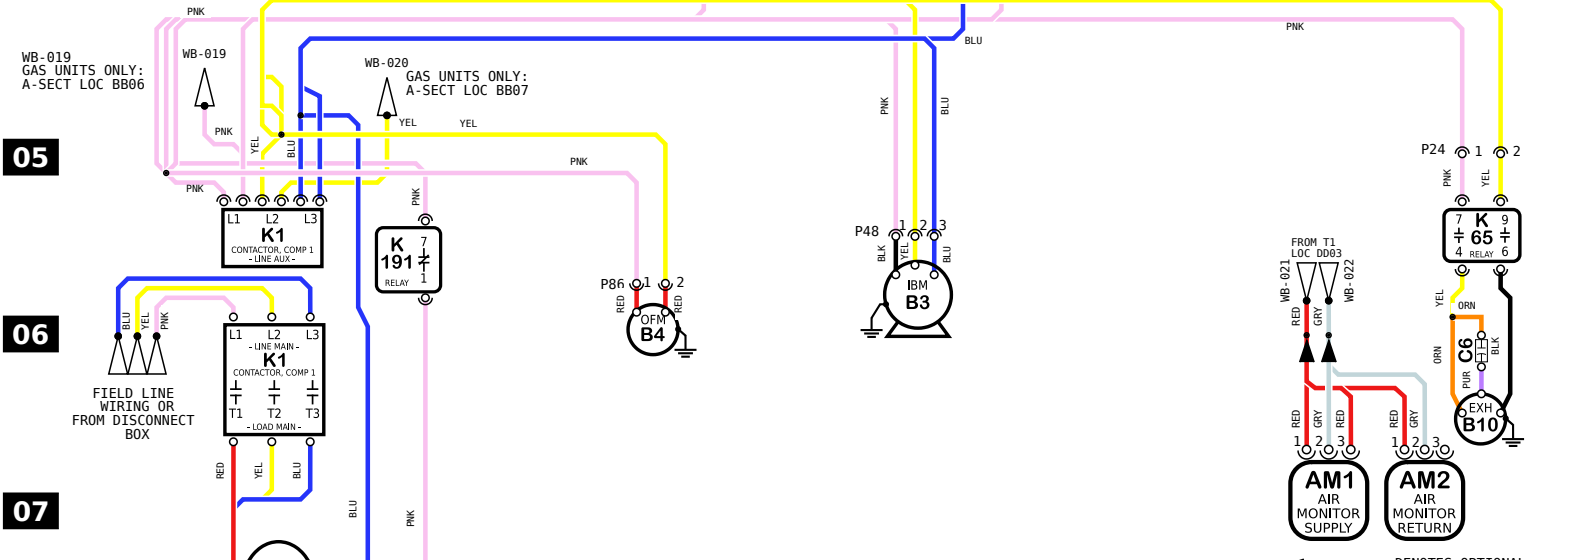 PNK
PNK
BLU
WB-019
GAS UNITS ONLY:
A-SECT LOC BB06
WB-019
WB-020
GAS UNITS ONLY:
A-SECT LOC BB07
PNK
YEL
BLU
YEL
YEL
PNK
BLU
05
PNK
PNK
PNK
P24 1 2
PNK
YEL
L1 L2 L3
K1
CONTACTOR, COMP 1
- LINE AUX -
K
191
7
1
RELAY
P48 1 2 3
BLK
YEL
BLU
IBM
B3
7 K 9
65
4 RELAY 6
FROM T1
LOC DD03
WB-021
WB-022
P86 1 2
RED
RED
OFM
B4
06
BLU
YEL
PNK
L1 L2 L3
- LINE MAIN -
K1
CONTACTOR, COMP 1
T1 T2 T3
- LOAD MAIN -
FIELD LINE
WIRING OR
FROM DISCONNECT
BOX
RED
GRY
YEL
ORN
ORN
C6
BLK
PUR
EXH
B10
RED
GRY
RED
RED
GRY
1 2 3
1 2 3
AM1
AIR
MONITOR
SUPPLY
AM2
AIR
MONITOR
RETURN
RED
YEL
BLU
07
BLU
PNK
DENOTES OPTIONAL